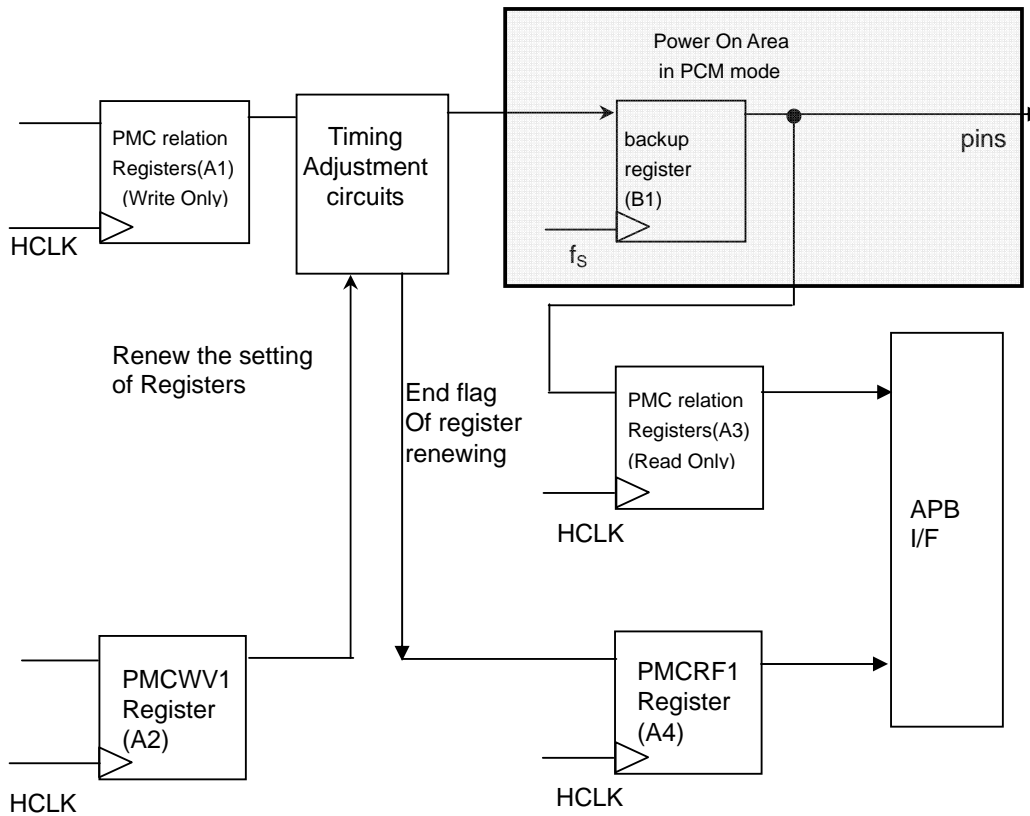 Power On Area
in PCM mode
PMC relation
Registers(A1)
(Write Only)
HCLK
Timing
Adjustment
circuits
backup
register
(B1)
fS
pins
Renew the setting
of Registers
End flag
Of register
renewing
PMC relation
Registers(A3)
(Read Only)
HCLK
APB
I/F
PMCWV1
Register
(A2)
HCLK
PMCRF1
Register
(A4)
HCLK